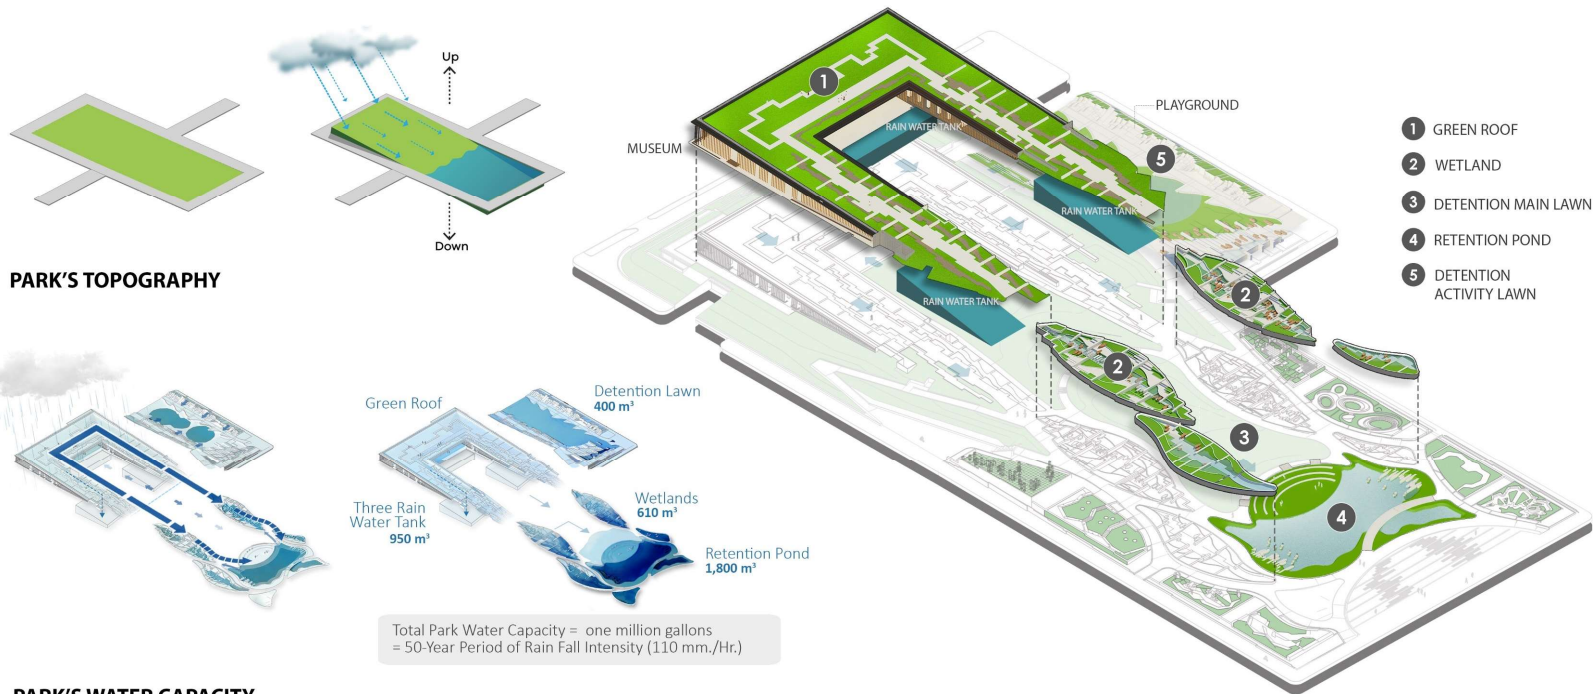 Up
Down
PARK'S TOPOGRAPHY
Green Roof
Detention Lawn
400 m³
Three Rain
Water Tank
950 m³
Wetlands
610 m³
Retention Pond
1,800 m³
Total Park Water Capacity = one million gallons
= 50-Year Period of Rain Fall Intensity (110 mm./Hr.)
PARK'S WATER CAPACITY
MUSEUM
PLAYGROUND
RAIN WATER TANK
RAIN WATER TANK
RAIN WATER TANK
1
5
2
2
3
4
1 GREEN ROOF
2 WETLAND
3 DETENTION MAIN LAWN
4 RETENTION POND
5 DETENTION
ACTIVITY LAWN